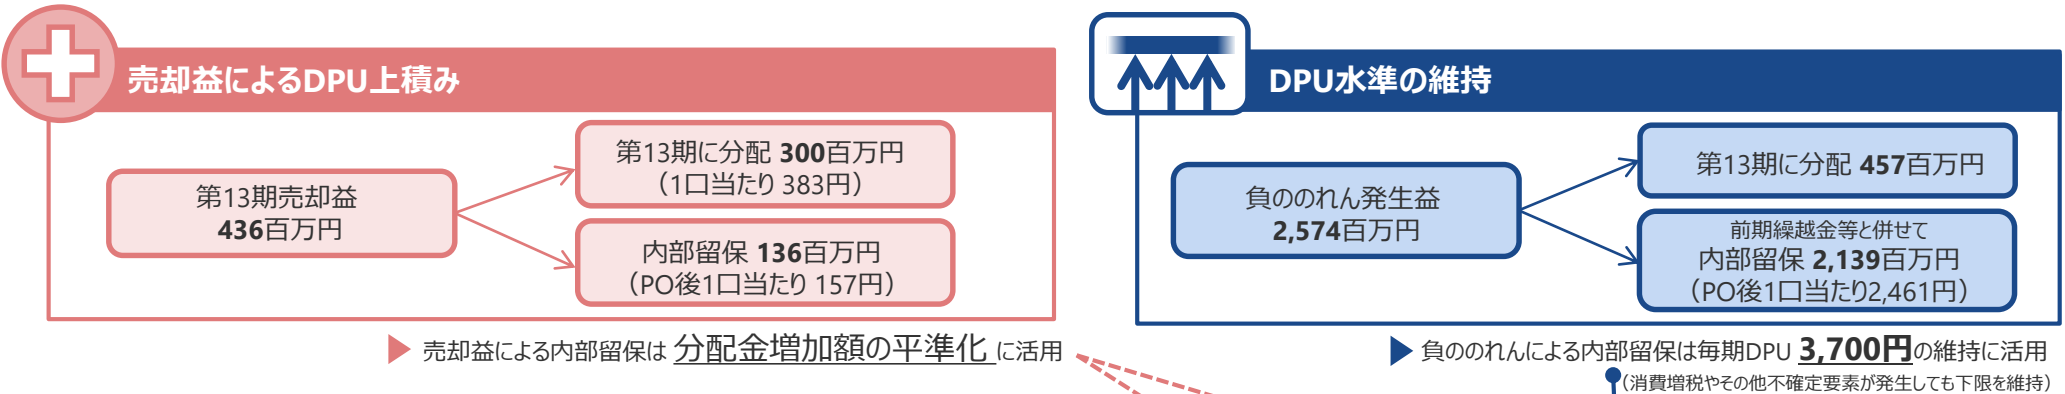 売却益によるDPU上積み
第13期売却益
436百万円
第13期に分配 300百万円
（1口当たり 383円）
内部留保 136百万円
（PO後1口当たり 157円）
売却益による内部留保は 分配金増加額の平準化 に活用
DPU水準の維持
負ののれん発生益
2,574百万円
第13期に分配 457百万円
前期繰越金等と併せて
内部留保 2,139百万円
（PO後1口当たり2,461円）
負ののれんによる内部留保は毎期DPU 3,700円の維持に活用
（消費増税やその他不確定要素が発生しても下限を維持）